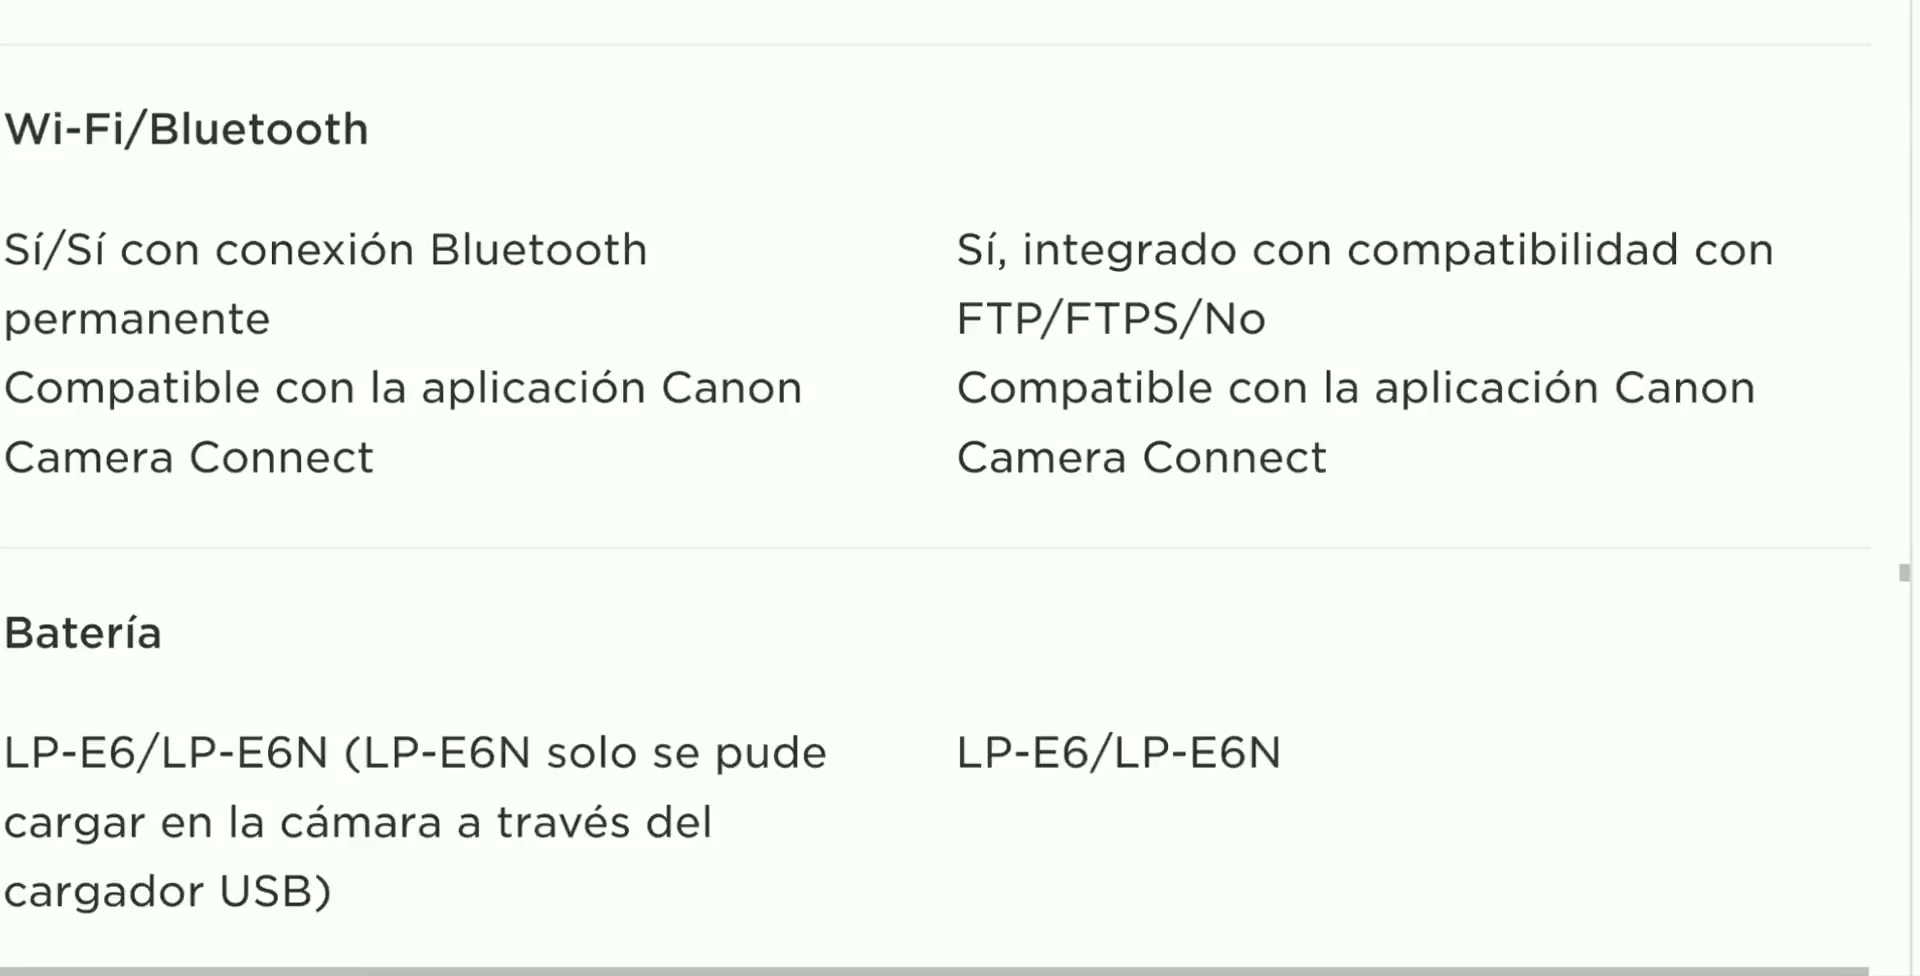 Wi-Fi/Bluetooth
Sí/Sí con conexión Bluetooth
permanente
Compatible con la aplicación Canon
Camera Connect
Sí, integrado con compatibilidad con
FTP/FTPS/No
Compatible con la aplicación Canon
Camera Connect
Batería
LP-E6/LP-E6N (LP-E6N solo se pude
cargar en la cámara a través del
cargador USB)
LP-E6/LP-E6N